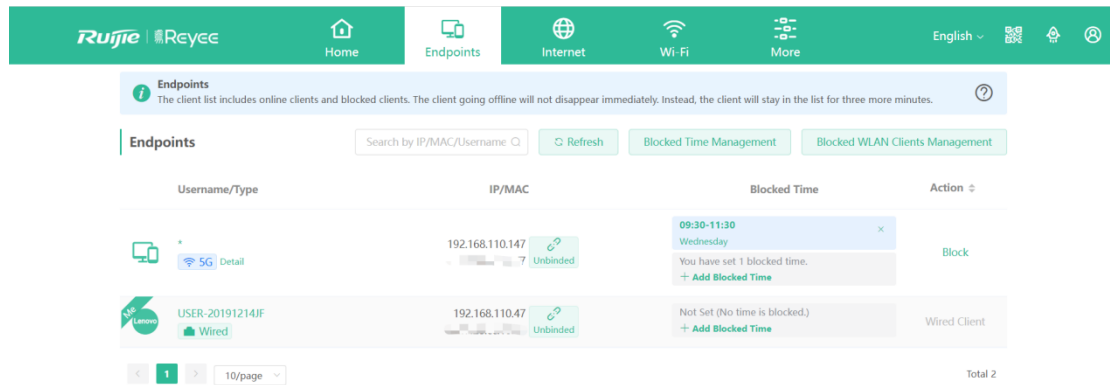 Ruijie | Reyee
Home
Endpoints
Internet
Wi-Fi
More
English
Endpoints
The client list includes online clients and blocked clients. The client going offline will not disappear immediately. Instead, the client will stay in the list for three more minutes.
Endpoints
Search by IP/MAC/Username
Refresh
Blocked Time Management
Blocked WLAN Clients Management
Username/Type
IP/MAC
Blocked Time
Action
*
5G Detail
192.168.110.147
7
Unbinded
09:30-11:30
Wednesday
You have set 1 blocked time.
+ Add Blocked Time
Block
Me
Lenovo
USER-20191214JF
Wired
192.168.110.47
Unbinded
Not Set (No time is blocked.)
+ Add Blocked Time
Wired Client
< 1 > 10/page
Total 2